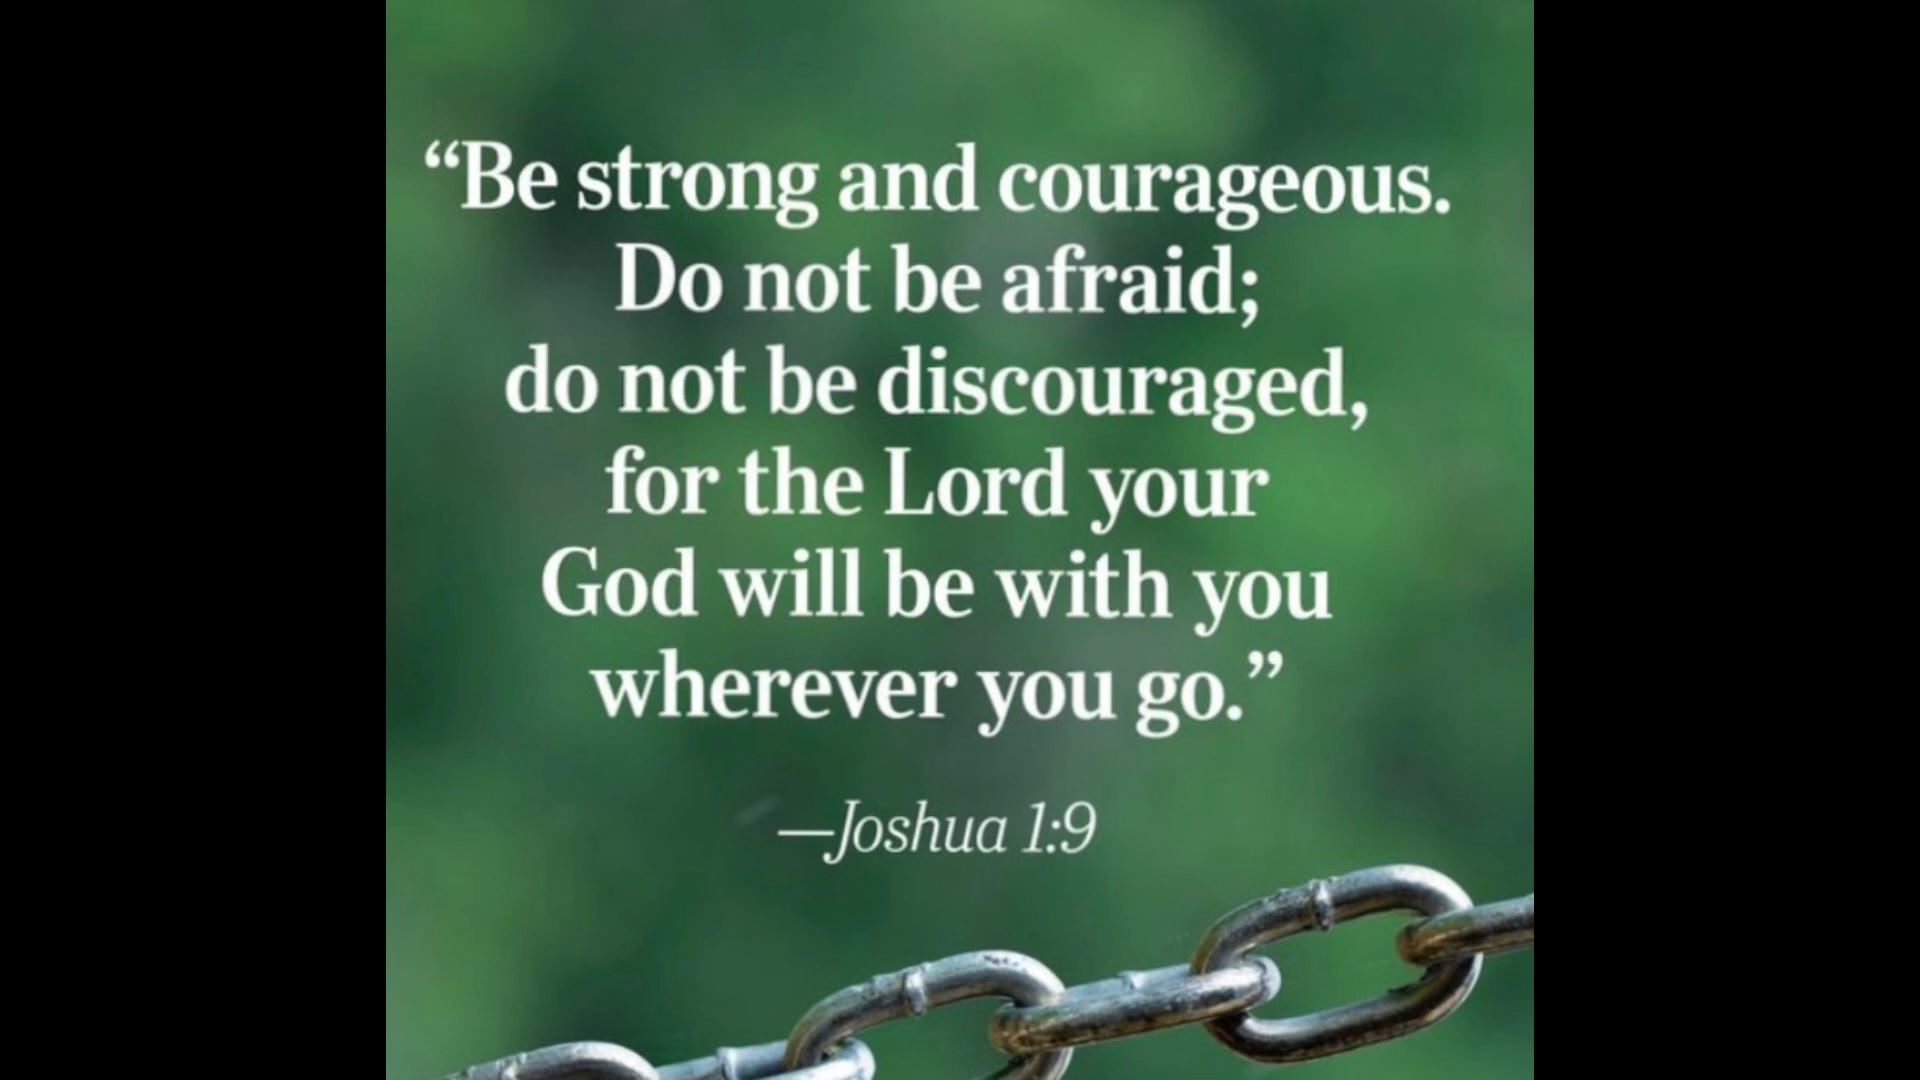 “Be strong and courageous.
Do not be afraid;
do not be discouraged,
for the Lord your
God will be with you
wherever you go.”
—Joshua 1:9